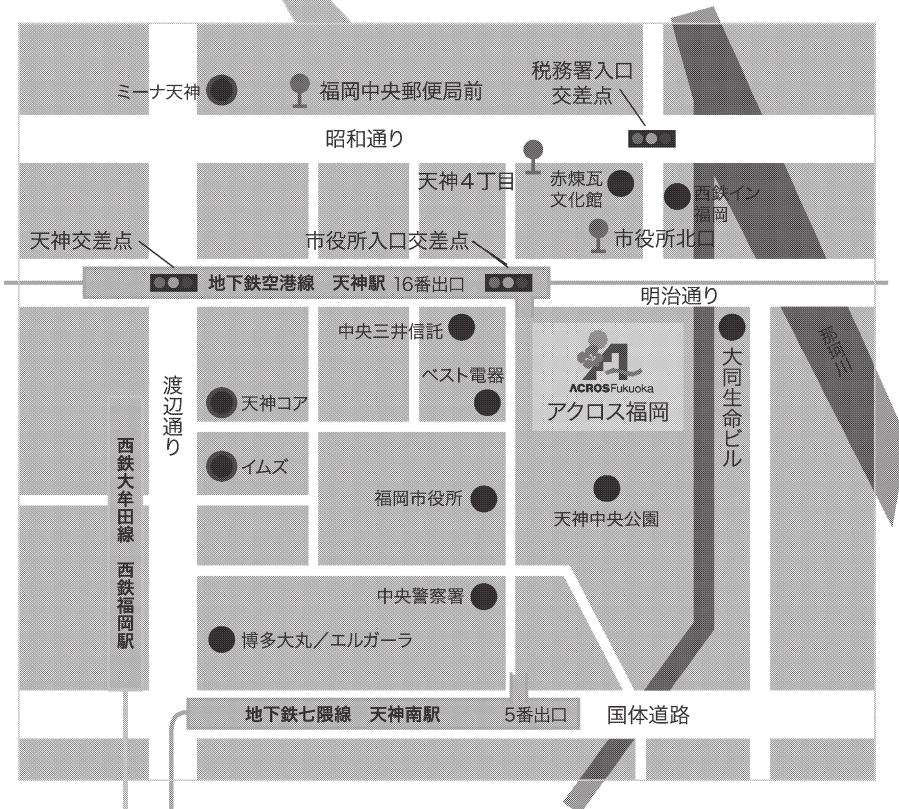 税務署入口
交差点
ミーナ天神
福岡中央郵便局前
昭和通り
天神4丁目
赤煉瓦
文化館
西鉄イン
福岡
天神交差点
市役所入口交差点
市役所北口
地下鉄空港線 天神駅 16番出口
明治通り
中央三井信託
那珂川
ベスト電器
ACROS Fukuoka
アクロス福岡
大同生命ビル
渡辺通り
天神コア
イムズ
福岡市役所
天神中央公園
西鉄大牟田線 西鉄福岡駅
中央警察署
博多大丸／エルガーラ
地下鉄七隈線 天神南駅 5番出口
国体道路